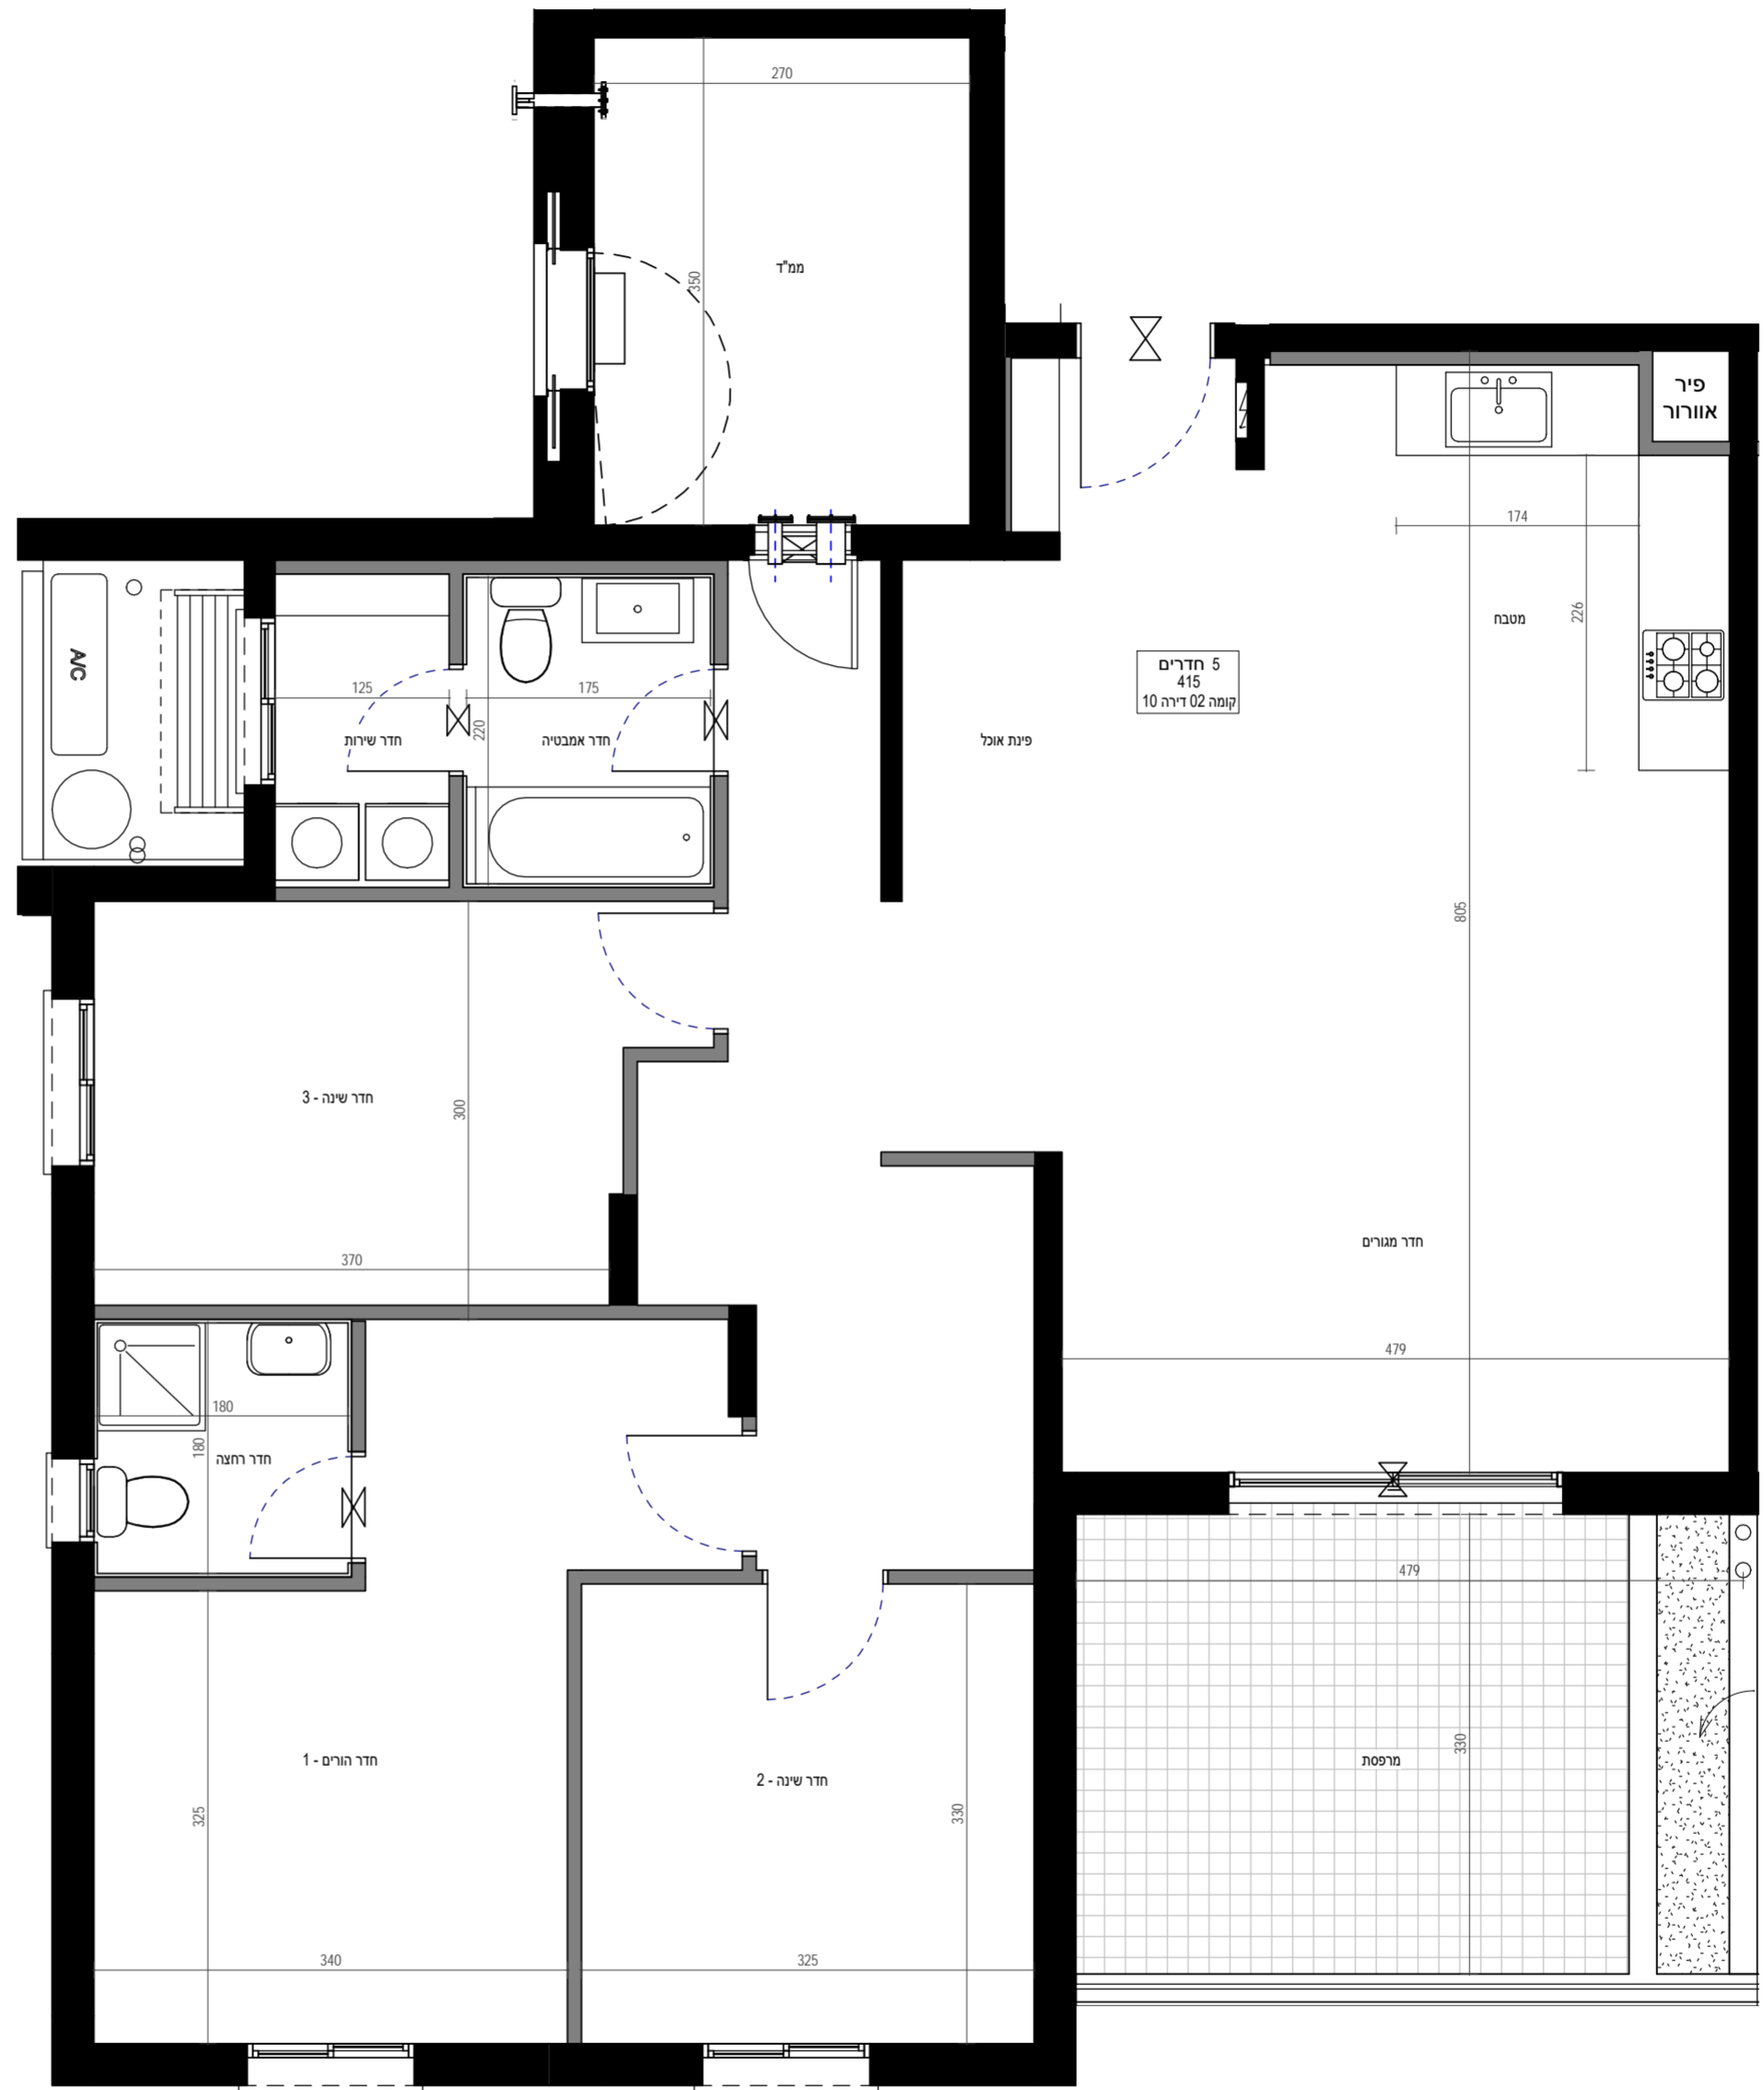 270
350
ממ"ד
פיר
אוורור
174
226
מטבח
5 חדרים
415
קומה 02 דירה 10
פינת אוכל
A/C
125
175
220
חדר שירות
חדר אמבטיה
805
חדר שינה - 3
300
370
חדר מגורים
479
180
180
חדר רחצה
479
330
מרפסת
חדר הורים - 1
325
340
חדר שינה - 2
330
325